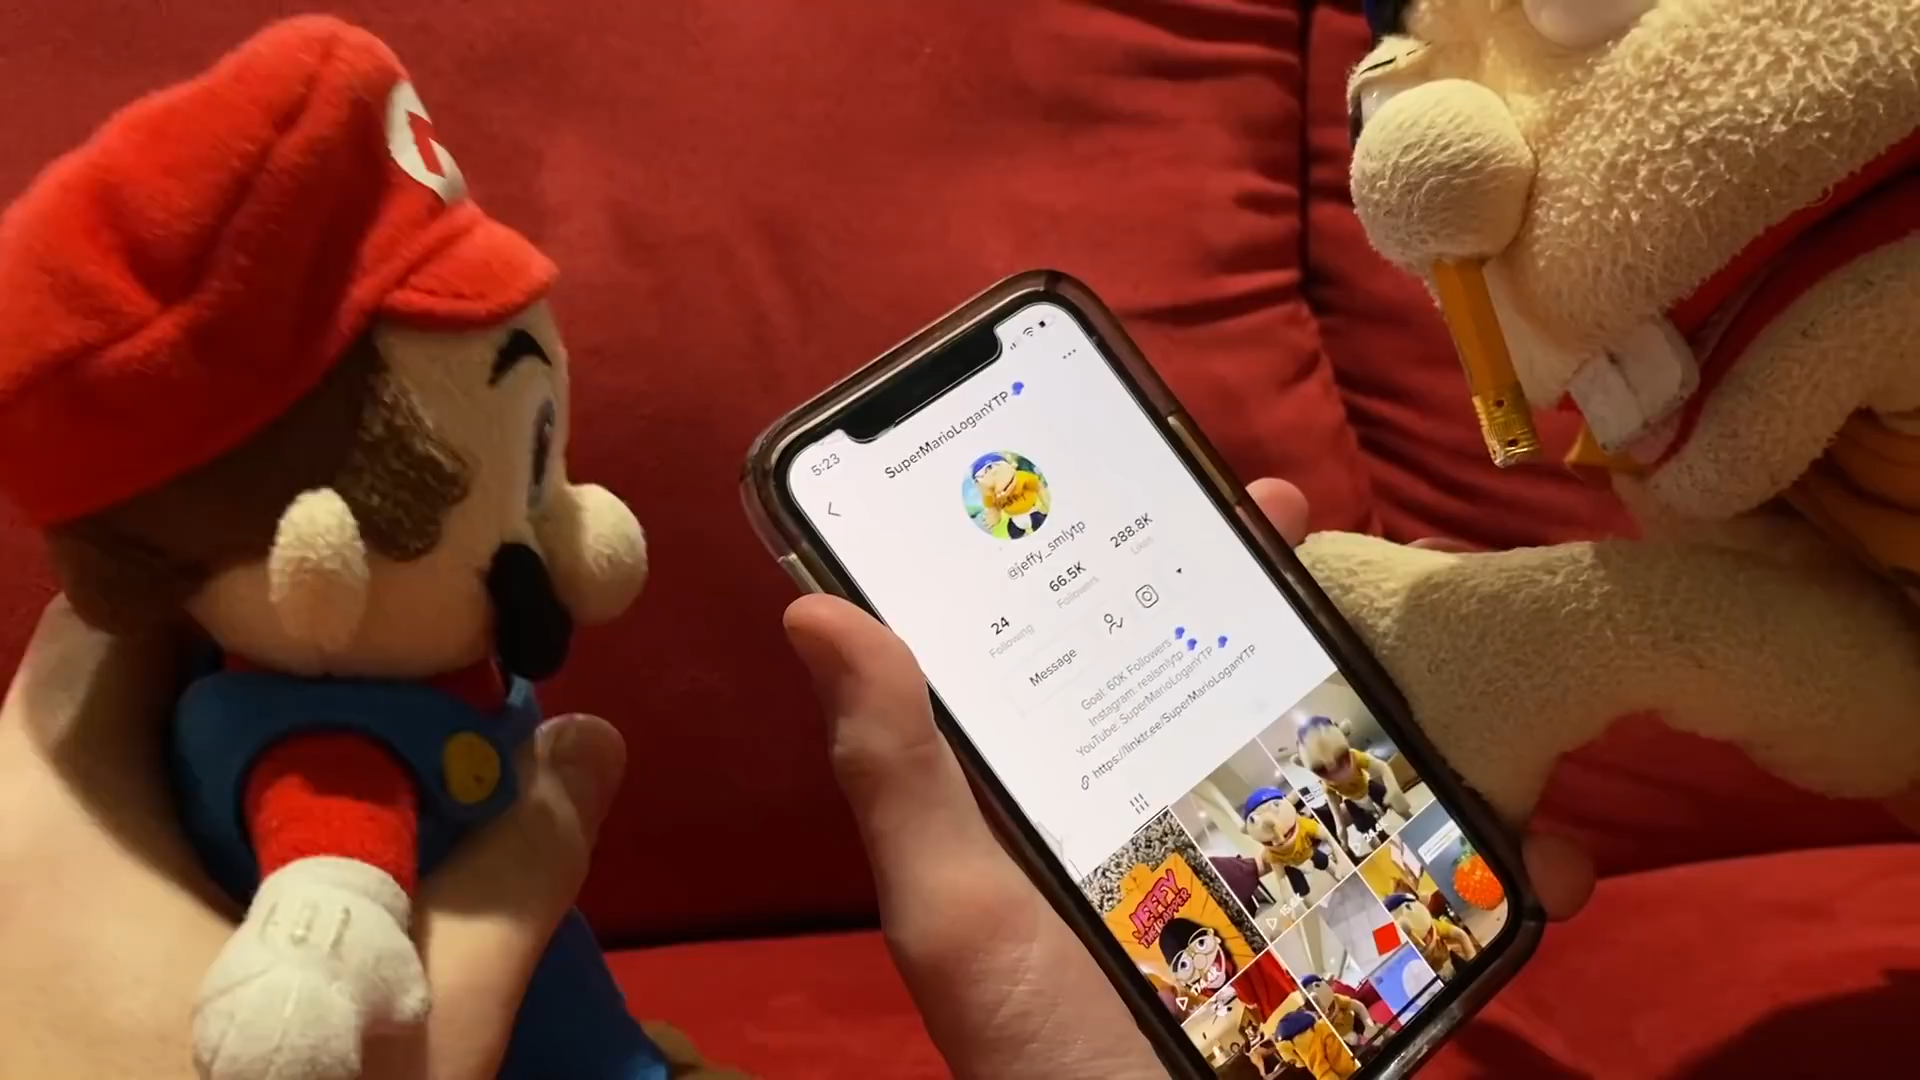 5:23
SuperMarioLoganYTP
@jeffy_smlytp
24 Following
66.5K Followers
288.8K Likes
Message
Goal: 60K Followers
Instagram: realsmlytp
YouTube: SuperMarioLoganYTP
https://linktr.ee/SuperMarioLoganYTP
JEFFY
THE RAPPER